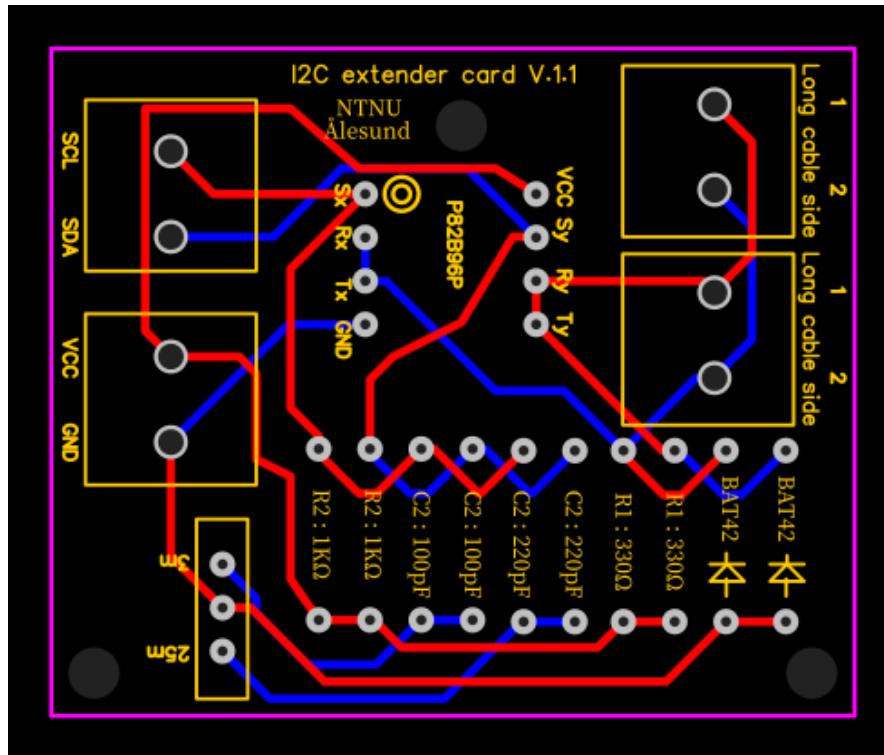 I2C extender card V.1.1
NTNU
Ålesund
SCL
SDA
VCC
GND
Sx
Rx
Tx
GND
P82B96P
VCC
Sy
Ry
Ty
Long cable side
1
2
Long cable side
1
2
3m
25m
R2 : 1KΩ
R2 : 1KΩ
C2 : 100pF
C2 : 100pF
C2 : 220pF
C2 : 220pF
R1 : 330Ω
R1 : 330Ω
BAT42
BAT42